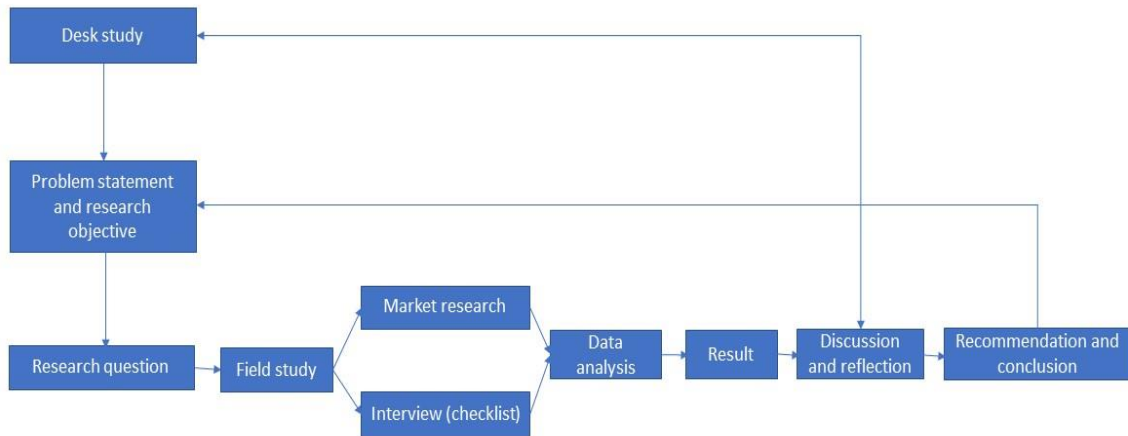 Desk study
Problem statement
and research
objective
Research question
Field study
Market research
Interview (checklist)
Data
analysis
Result
Discussion
and reflection
Recommendation and
conclusion